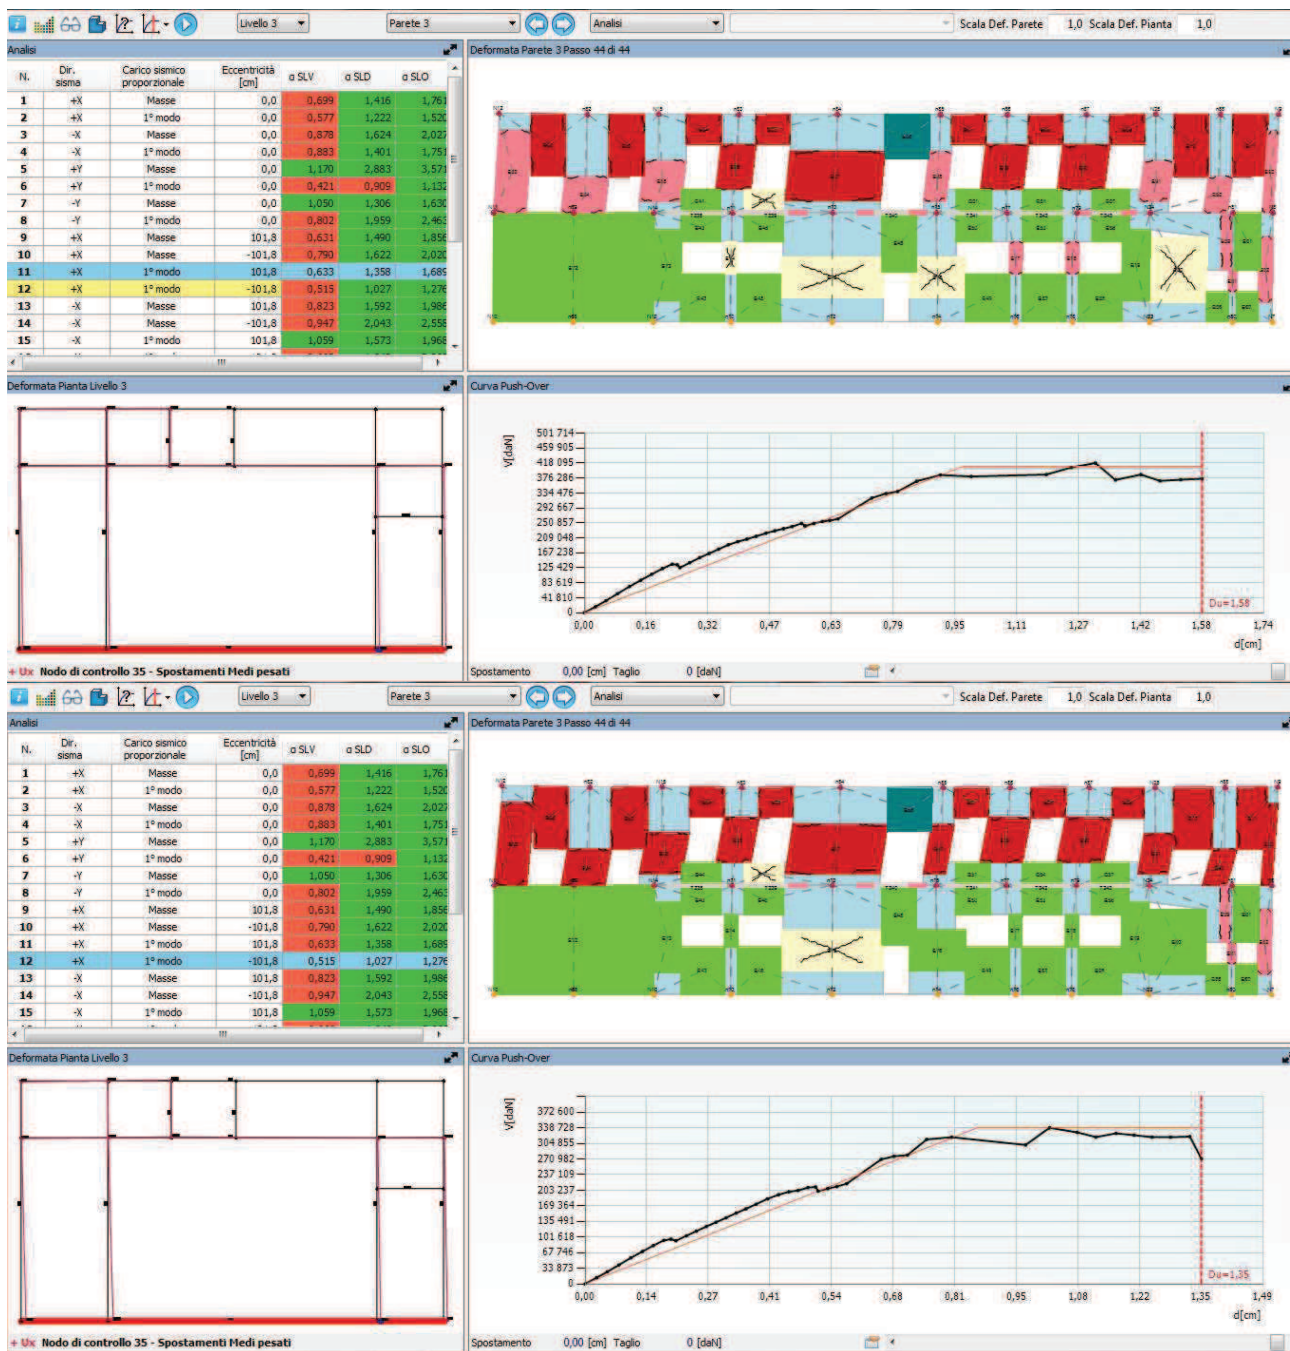 Livello 3 Parete 3 Analisi Scala Def. Parete 1,0 Scala Def. Pianta 1,0
Analisi
N. Dir. sisma Carico sismico proporzionale Eccentricità [cm] α SLV α SLD α SLO
1 +X Masse 0,0 0,699 1,416 1,761
2 +X 1° modo 0,0 0,577 1,222 1,520
3 -X Masse 0,0 0,878 1,624 2,027
4 -X 1° modo 0,0 0,883 1,401 1,751
5 +Y Masse 0,0 1,170 2,883 3,571
6 +Y 1° modo 0,0 0,421 0,909 1,132
7 -Y Masse 0,0 1,050 1,306 1,630
8 -Y 1° modo 0,0 0,802 1,959 2,463
9 +X Masse 101,8 0,631 1,490 1,856
10 +X Masse -101,8 0,790 1,622 2,020
11 +X 1° modo 101,8 0,633 1,358 1,689
12 +X 1° modo -101,8 0,515 1,027 1,276
13 -X Masse 101,8 0,823 1,592 1,986
14 -X Masse -101,8 0,947 2,043 2,558
15 -X 1° modo 101,8 1,059 1,573 1,968
Deformata Parete 3 Passo 44 di 44
Deformata Pianta Livello 3
+ Ux Nodo di controllo 35 - Spostamenti Medi pesati
Curva Push-Over
V[daN]
501 714
459 905
418 095
376 286
334 476
292 667
250 857
209 048
167 238
125 429
83 619
41 810
0
Du=1,58
0,00 0,16 0,32 0,47 0,63 0,79 0,95 1,11 1,27 1,42 1,58 1,74
d[cm]
Spostamento 0,00 [cm] Taglio 0 [daN]
Livello 3 Parete 3 Analisi Scala Def. Parete 1,0 Scala Def. Pianta 1,0
Analisi
N. Dir. sisma Carico sismico proporzionale Eccentricità [cm] α SLV α SLD α SLO
1 +X Masse 0,0 0,699 1,416 1,761
2 +X 1° modo 0,0 0,577 1,222 1,520
3 -X Masse 0,0 0,878 1,624 2,027
4 -X 1° modo 0,0 0,883 1,401 1,751
5 +Y Masse 0,0 1,170 2,883 3,571
6 +Y 1° modo 0,0 0,421 0,909 1,132
7 -Y Masse 0,0 1,050 1,306 1,630
8 -Y 1° modo 0,0 0,802 1,959 2,463
9 +X Masse 101,8 0,631 1,490 1,856
10 +X Masse -101,8 0,790 1,622 2,020
11 +X 1° modo 101,8 0,633 1,358 1,689
12 +X 1° modo -101,8 0,515 1,027 1,276
13 -X Masse 101,8 0,823 1,592 1,986
14 -X Masse -101,8 0,947 2,043 2,558
15 -X 1° modo 101,8 1,059 1,573 1,968
Deformata Parete 3 Passo 44 di 44
Deformata Pianta Livello 3
+ Ux Nodo di controllo 35 - Spostamenti Medi pesati
Curva Push-Over
V[daN]
372 600
338 728
304 855
270 982
237 109
203 237
169 364
135 491
101 618
67 746
33 873
0
Du=1,35
0,00 0,14 0,27 0,41 0,54 0,68 0,81 0,95 1,08 1,22 1,35 1,49
d[cm]
Spostamento 0,00 [cm] Taglio 0 [daN]